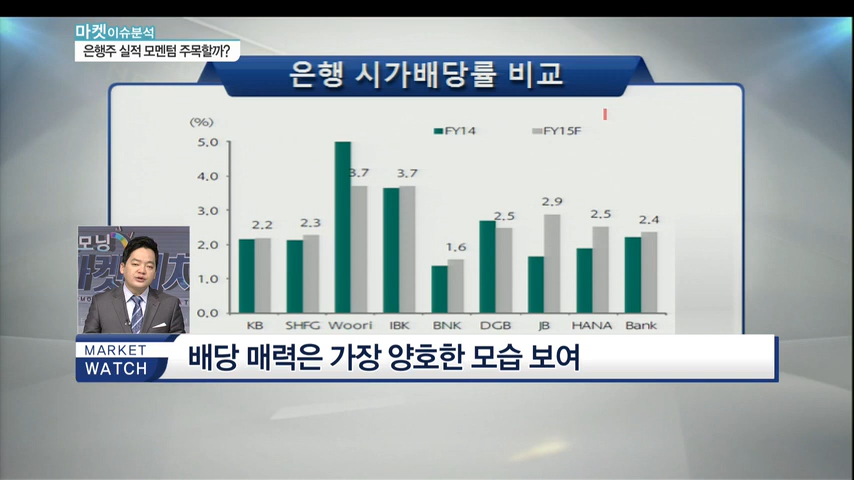 마켓이슈분석
은행주 실적 모멘텀 주목할까?
은행 시가배당률 비교
(%)
FY14 FY15F
5.0
4.0
3.0
2.0
1.0
0.0
2.2 2.3 3.7 3.7 1.6 2.5 2.9 2.5 2.4
KB SHFG Woori IBK BNK DGB JB HANA Bank
모닝
MARKET
WATCH
배당 매력은 가장 양호한 모습 보여